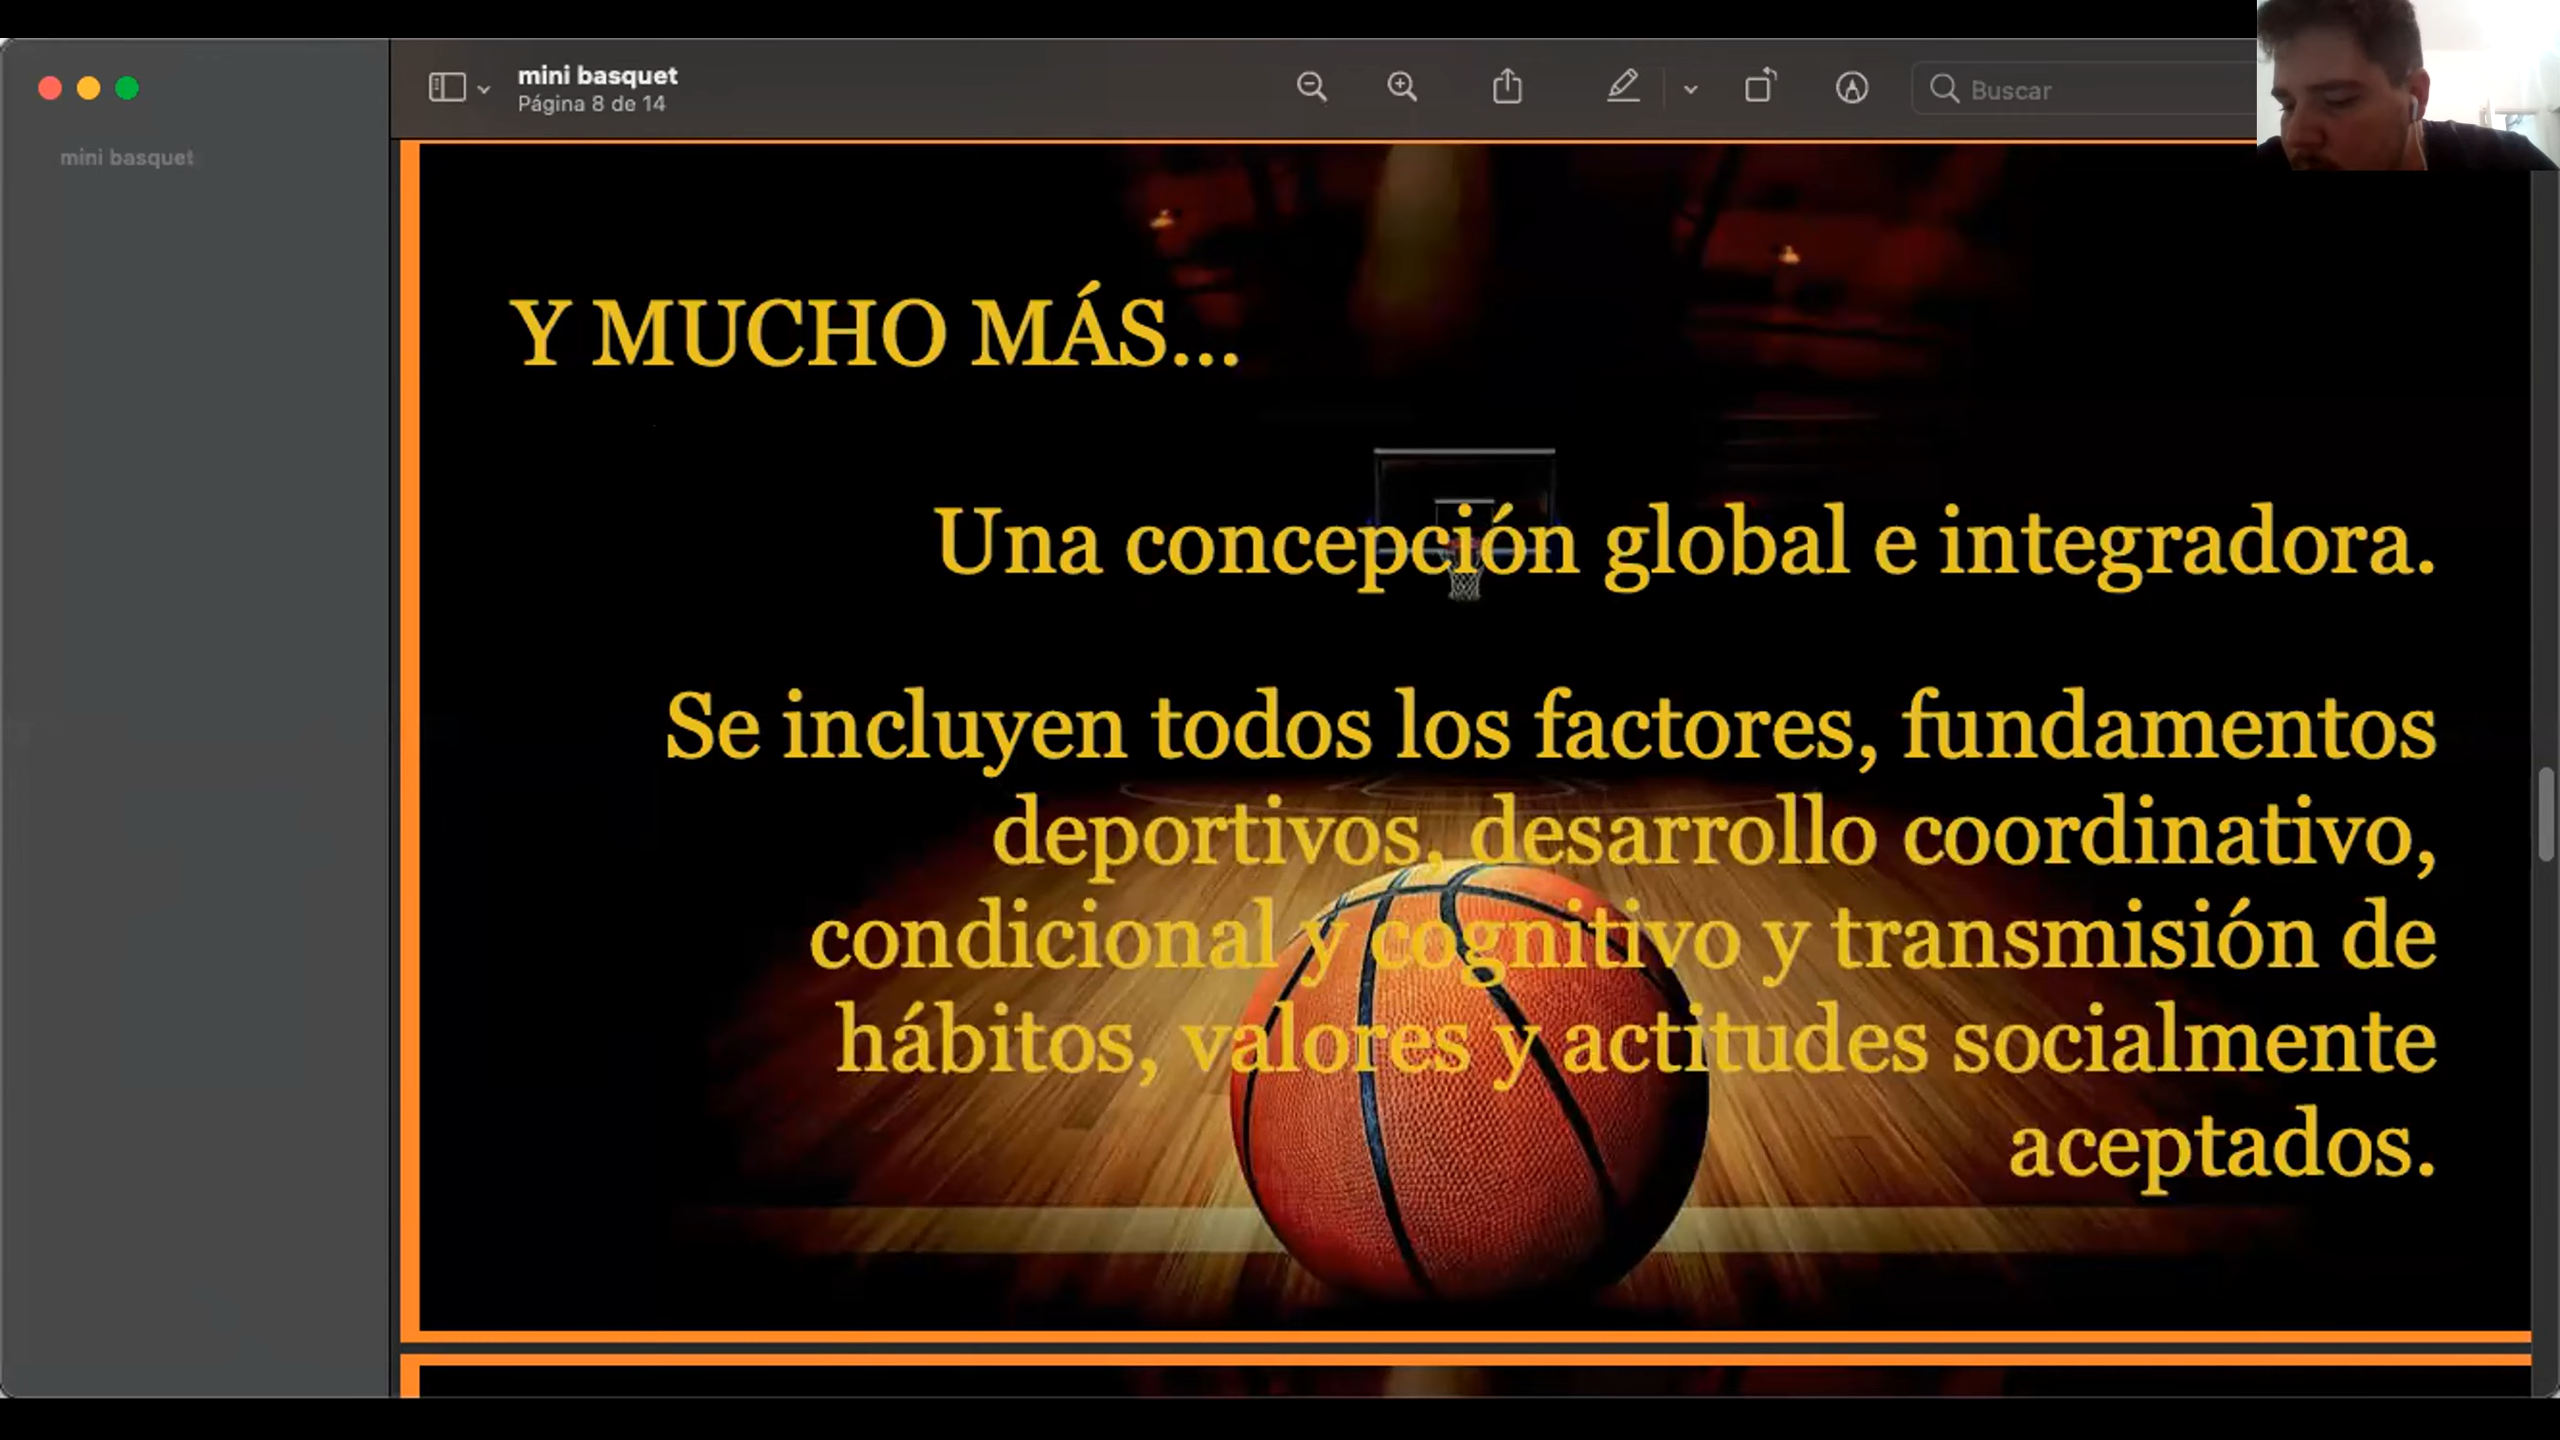 mini basquet
Página 8 de 14
Buscar
mini basquet
Y MUCHO MÁS...
Una concepción global e integradora.
Se incluyen todos los factores, fundamentos
deportivos, desarrollo coordinativo,
condicional y cognitivo y transmisión de
hábitos, valores y actitudes socialmente
aceptados.